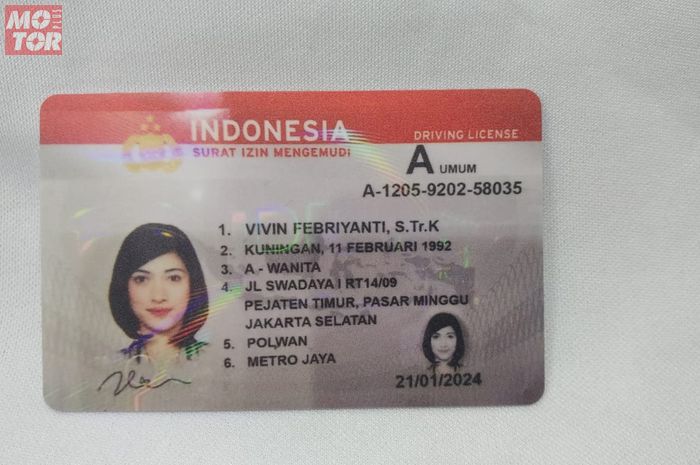 MOTOR PLUS
INDONESIA
SURAT IZIN MENGEMUDI
DRIVING LICENSE
A UMUM
A-1205-9202-58035
1. VIVIN FEBRIYANTI, S.Tr.K
2. KUNINGAN, 11 FEBRUARI 1992
3. A - WANITA
4. JL SWADAYA I RT14/09
PEJATEN TIMUR, PASAR MINGGU
JAKARTA SELATAN
5. POLWAN
6. METRO JAYA
21/01/2024